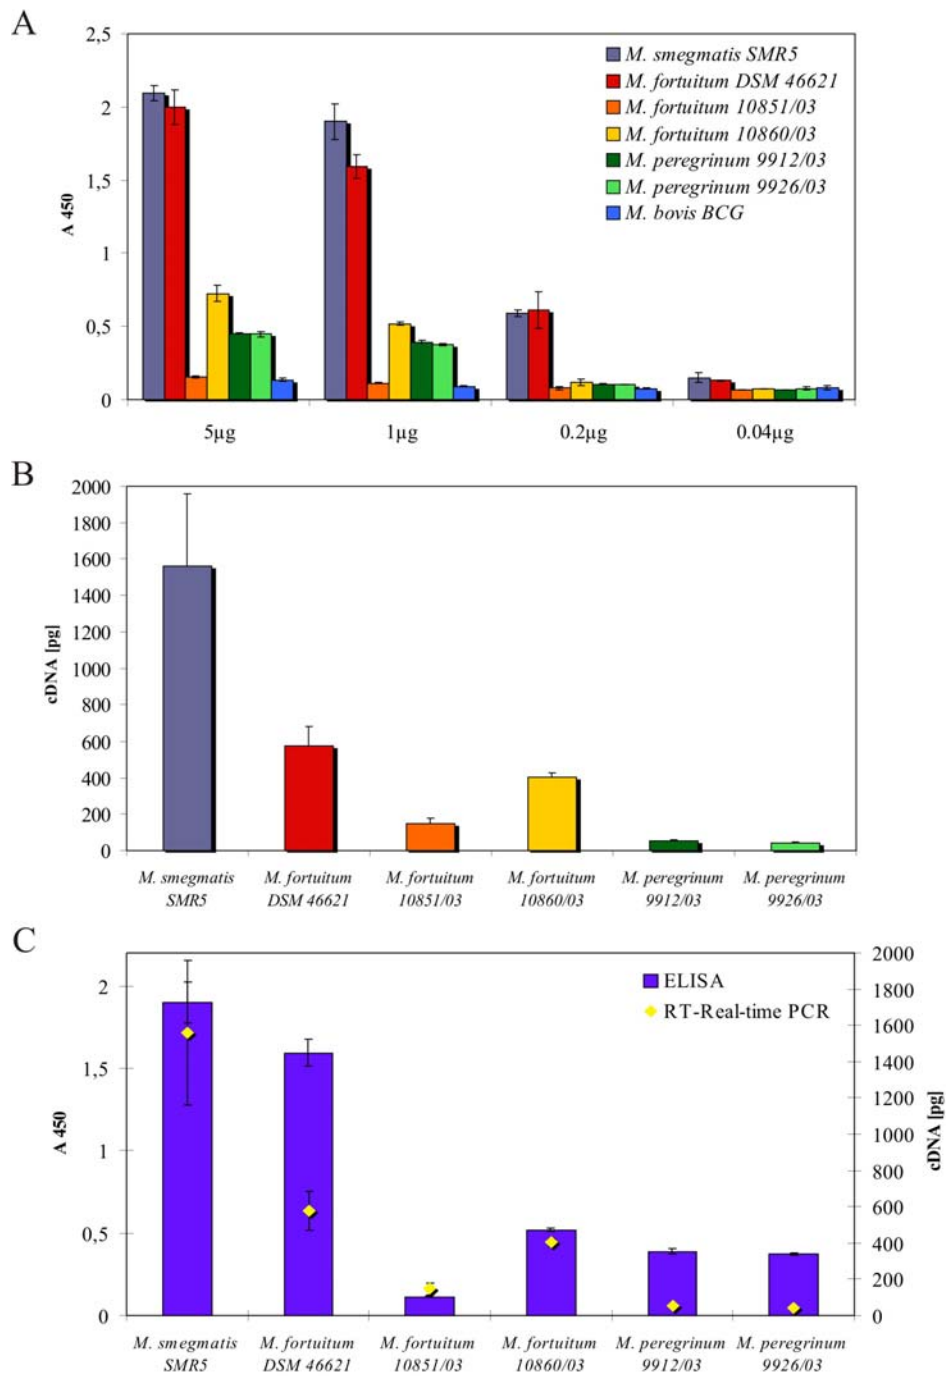 A
2,5
2
1,5
1
0,5
0
A 450
M. smegmatis SMR5
M. fortuitum DSM 46621
M. fortuitum 10851/03
M. fortuitum 10860/03
M. peregrinum 9912/03
M. peregrinum 9926/03
M. bovis BCG
5µg 1µg 0.2µg 0.04µg
B
2000
1800
1600
1400
1200
1000
800
600
400
200
0
cDNA [pg]
M. smegmatis M. fortuitum M. fortuitum M. fortuitum M. peregrinum M. peregrinum
SMR5 DSM 46621 10851/03 10860/03 9912/03 9926/03
C
2
1,5
1
0,5
0
A 450
ELISA
RT-Real-time PCR
2000
1800
1600
1400
1200
1000
800
600
400
200
0
cDNA [pg]
M. smegmatis M. fortuitum M. fortuitum M. fortuitum M. peregrinum M. peregrinum
SMR5 DSM 46621 10851/03 10860/03 9912/03 9926/03